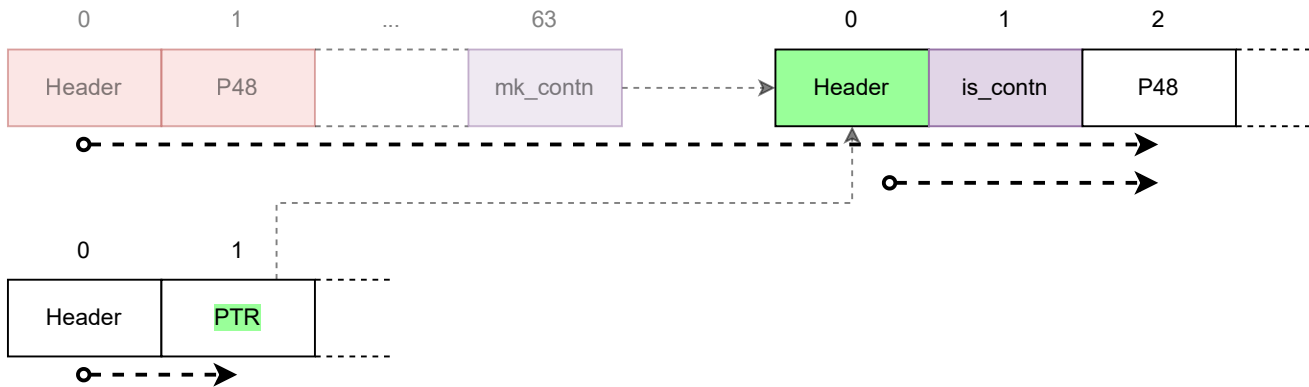 0 1 ... 63 0 1 2
Header P48 mk_contn Header is_contn P48
0 1
Header PTR